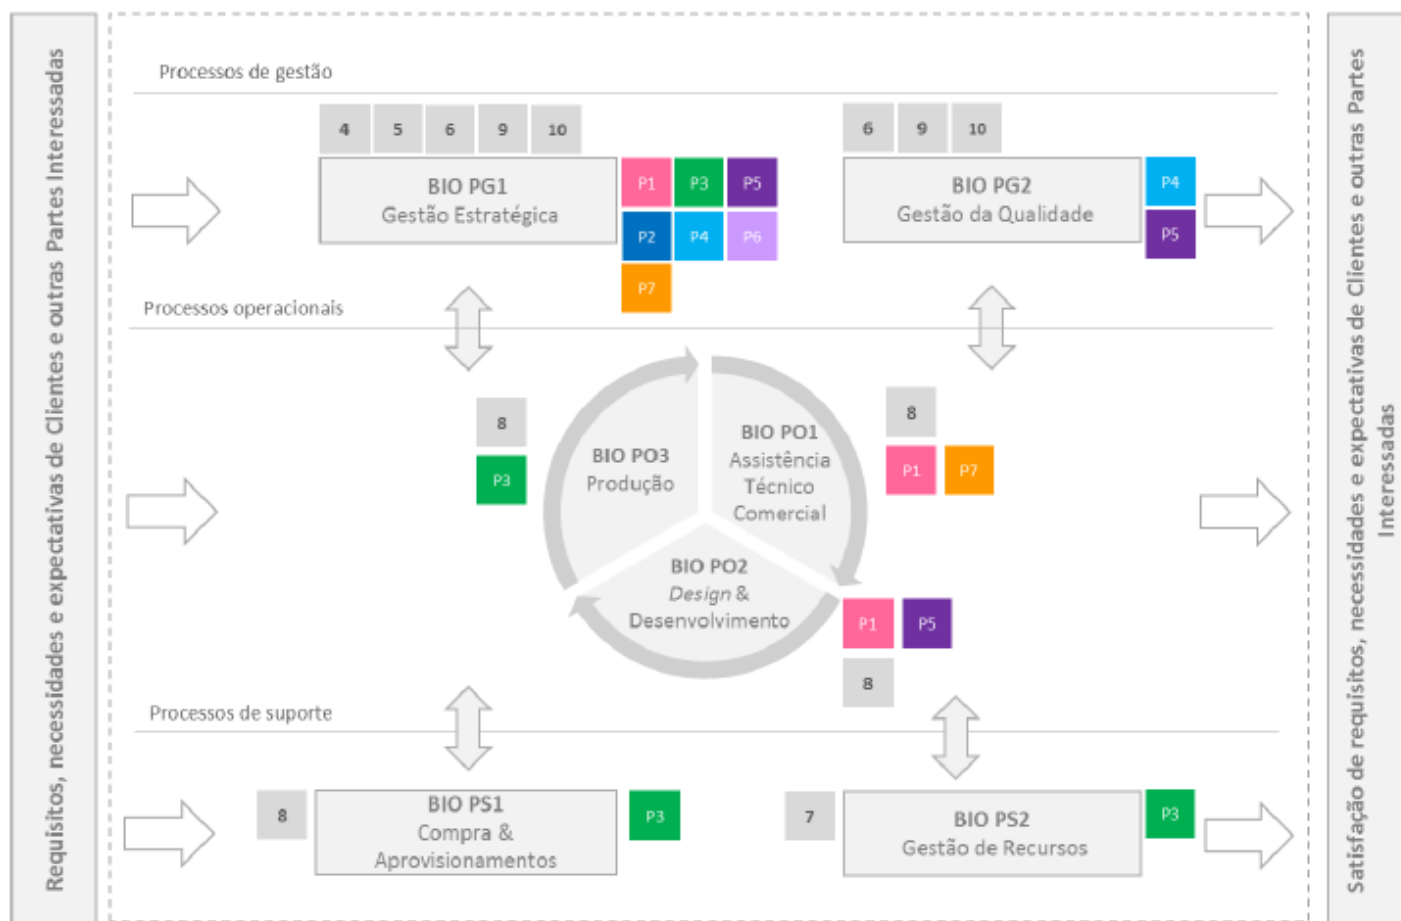 Requisitos, necessidades e expectativas de Clientes e outras Partes Interessadas
Processos de gestão
4 5 6 9 10
BIO PG1
Gestão Estratégica
P1 P3 P5
P2 P4 P6
P7
6 9 10
BIO PG2
Gestão da Qualidade
P4
P5
Processos operacionais
8
P3
BIO PO3
Produção
BIO PO1
Assistência
Técnico
Comercial
8
P1 P7
BIO PO2
Design &
Desenvolvimento
P1 P5
8
Processos de suporte
8
BIO PS1
Compra &
Aprovisionamentos
P3
7
BIO PS2
Gestão de Recursos
P3
Satisfação de requisitos, necessidades e expectativas de Clientes e outras Partes
Interessadas